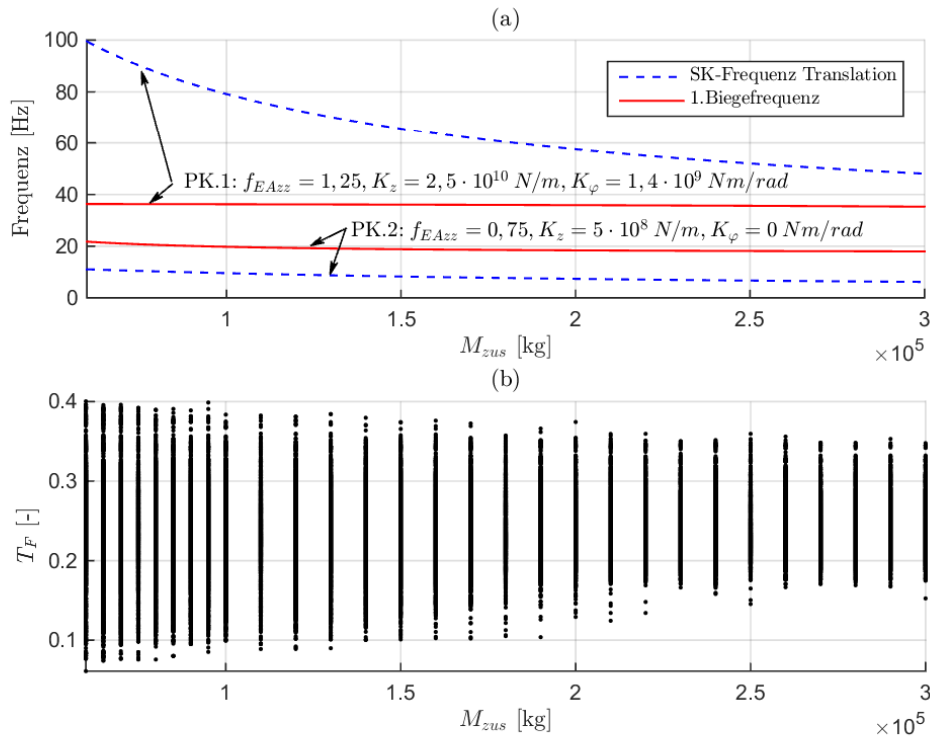 (a)
100
80
60
40
20
0
Frequenz [Hz]
SK-Frequenz Translation
1.Biegefrequenz
PK.1: f_{EAzz} = 1,25, K_z = 2,5 · 10^{10} N/m, K_φ = 1,4 · 10^9 Nm/rad
PK.2: f_{EAzz} = 0,75, K_z = 5 · 10^8 N/m, K_φ = 0 Nm/rad
1 1.5 2 2.5 3
M_{zus} [kg]
×10^5
(b)
0.4
0.3
0.2
0.1
T_F [-]
1 1.5 2 2.5 3
M_{zus} [kg]
×10^5